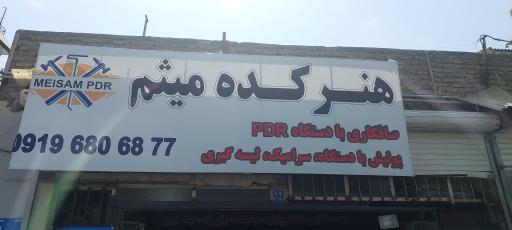 هنرکده میثم
MEISAM PDR
صافکاری با دستگاه PDR
پولیش با دستگاه، سرامیک، لیسه گیری
0919 680 68 77